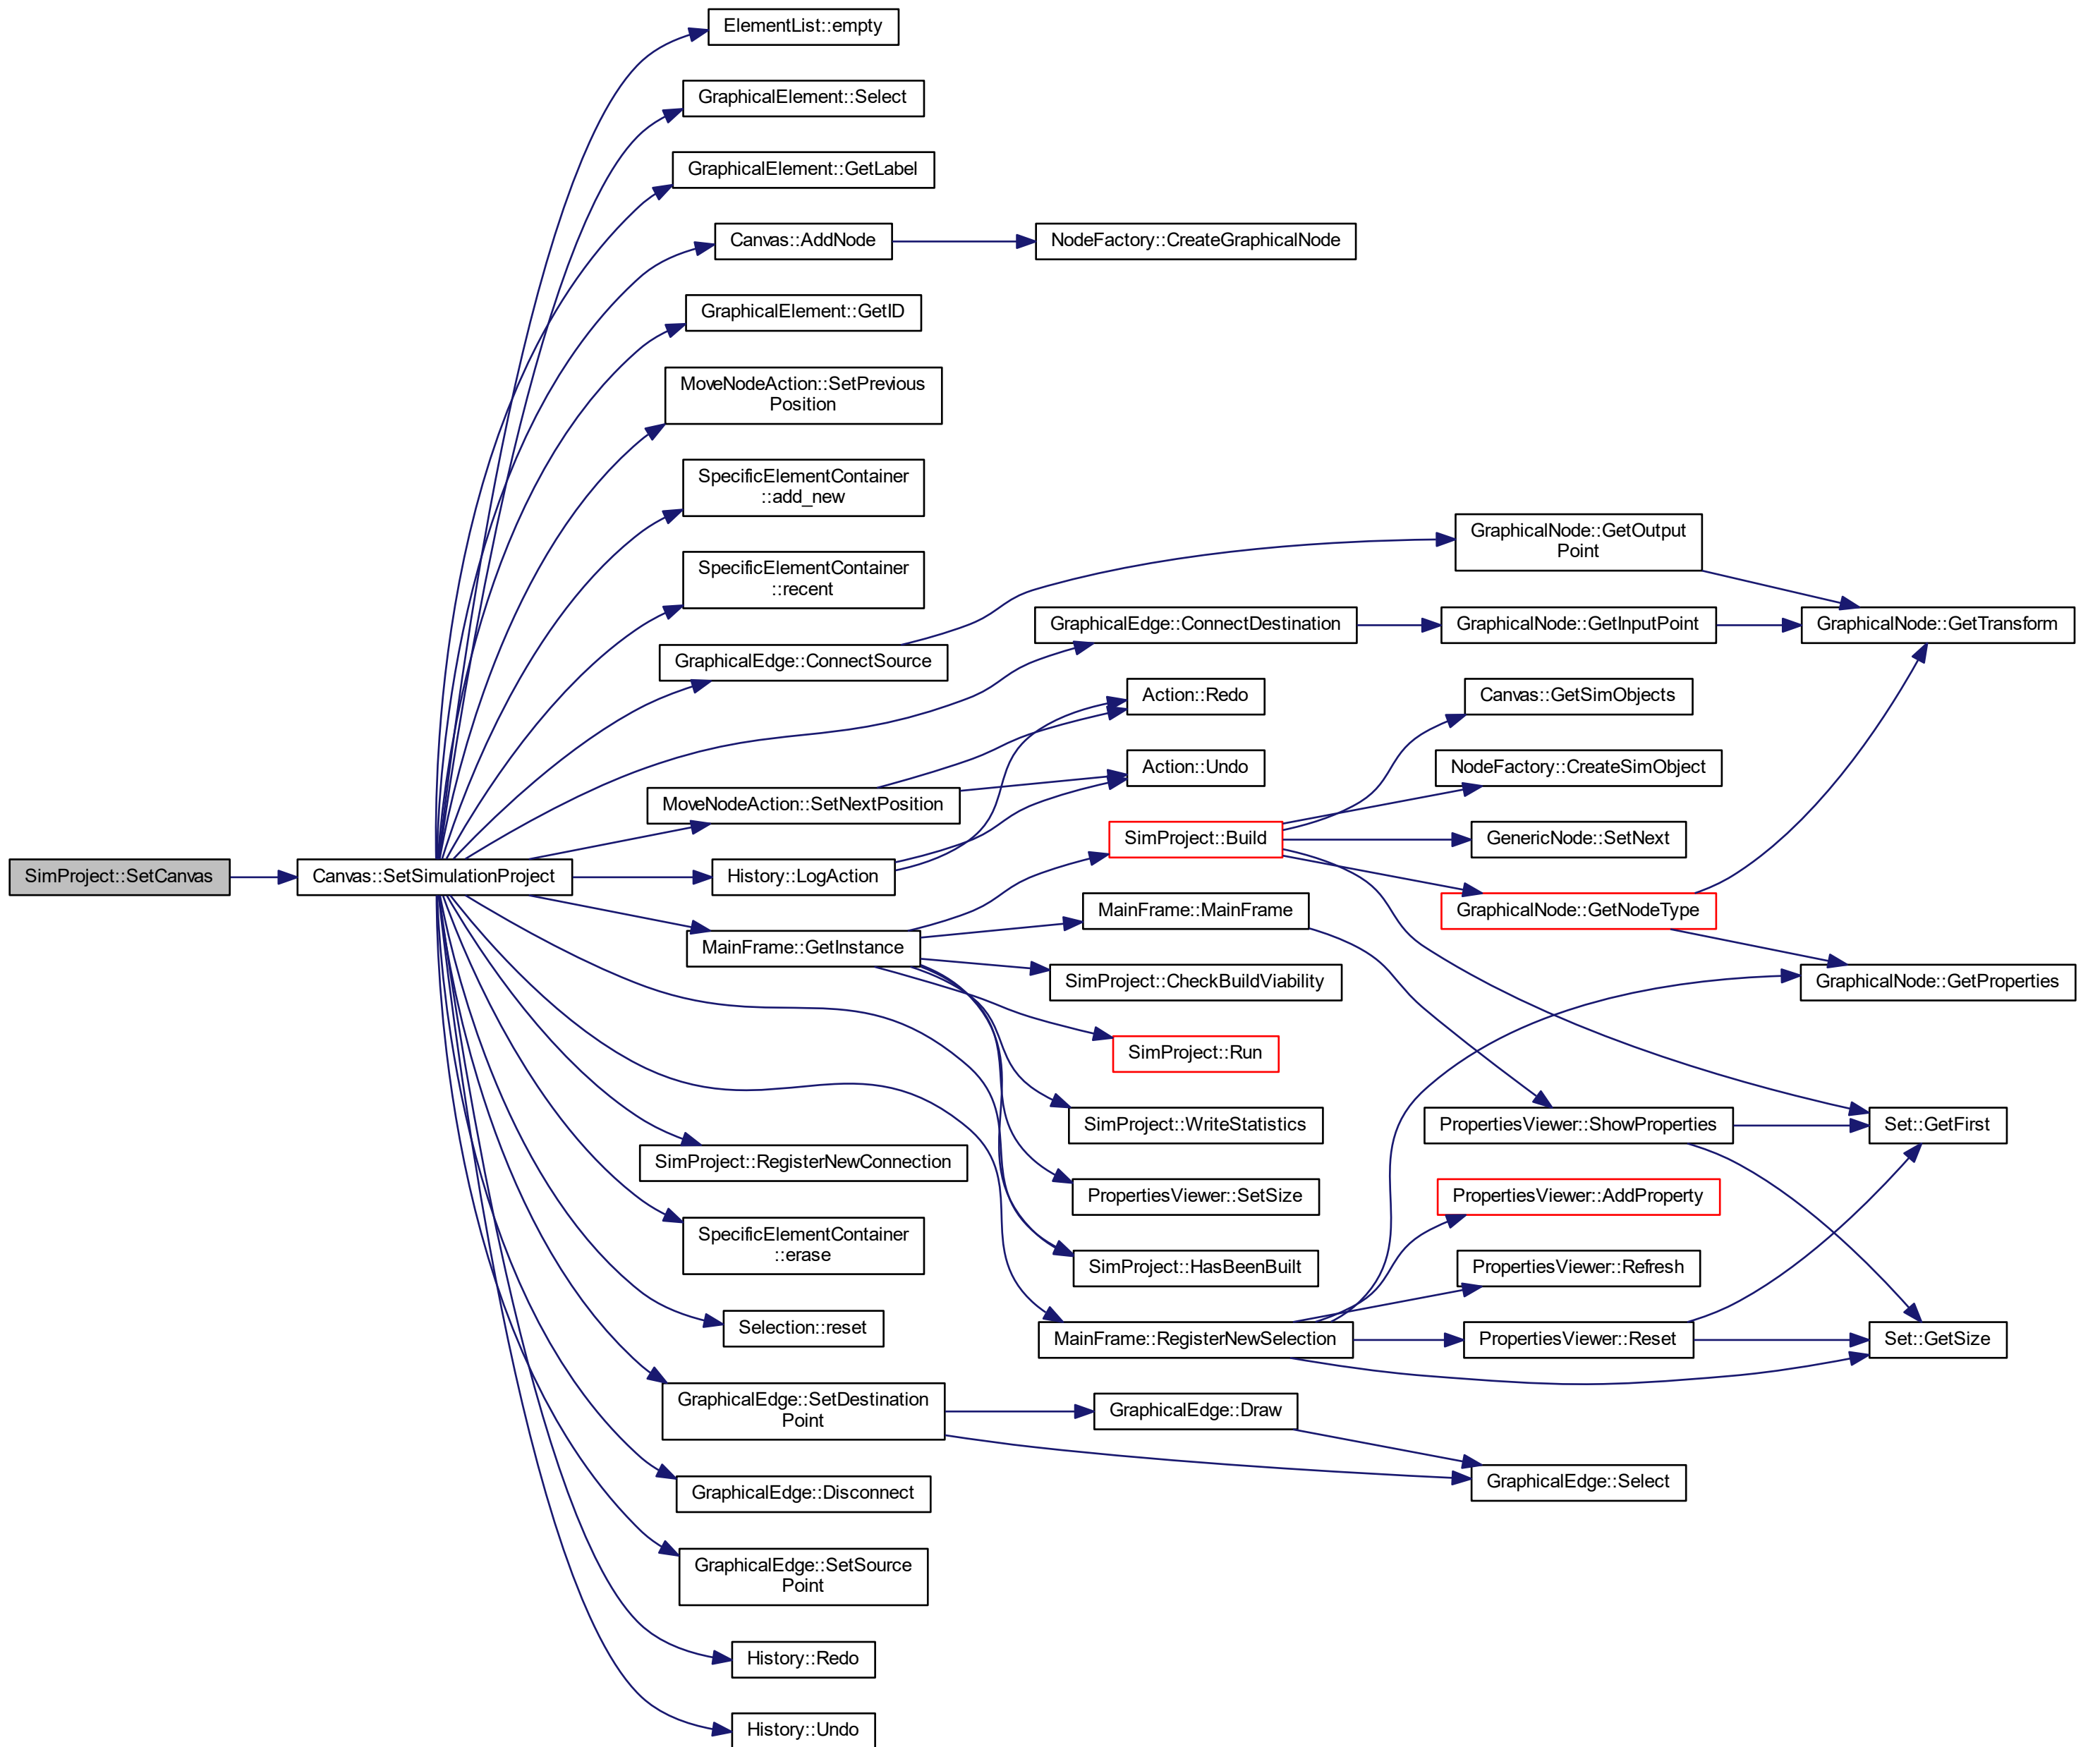 SimProject::SetCanvas
Canvas::SetSimulationProject
ElementList::empty
GraphicalElement::Select
GraphicalElement::GetLabel
Canvas::AddNode
GraphicalElement::GetID
MoveNodeAction::SetPrevious
Position
SpecificElementContainer
::add_new
SpecificElementContainer
::recent
GraphicalEdge::ConnectSource
MoveNodeAction::SetNextPosition
History::LogAction
MainFrame::GetInstance
SimProject::RegisterNewConnection
SpecificElementContainer
::erase
Selection::reset
GraphicalEdge::SetDestination
Point
GraphicalEdge::Disconnect
GraphicalEdge::SetSource
Point
History::Redo
History::Undo
NodeFactory::CreateGraphicalNode
GraphicalEdge::ConnectDestination
Action::Redo
Action::Undo
SimProject::Build
MainFrame::MainFrame
SimProject::CheckBuildViability
SimProject::Run
SimProject::WriteStatistics
PropertiesViewer::SetSize
SimProject::HasBeenBuilt
MainFrame::RegisterNewSelection
GraphicalEdge::Draw
GraphicalNode::GetOutput
Point
GraphicalNode::GetInputPoint
Canvas::GetSimObjects
NodeFactory::CreateSimObject
GenericNode::SetNext
GraphicalNode::GetNodeType
PropertiesViewer::ShowProperties
PropertiesViewer::AddProperty
PropertiesViewer::Refresh
PropertiesViewer::Reset
GraphicalEdge::Select
GraphicalNode::GetTransform
GraphicalNode::GetProperties
Set::GetFirst
Set::GetSize